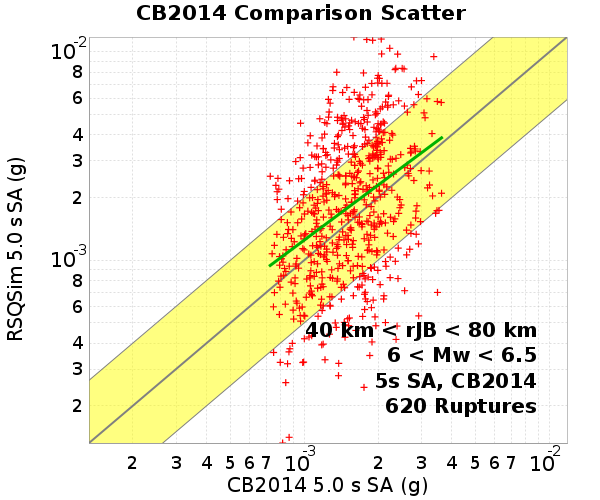 CB2014 Comparison Scatter
RSQSim 5.0 s SA (g)
10⁻²
8
6
4
3
2
10⁻³
8
6
4
3
2
40 km < rJB < 80 km
6 < Mw < 6.5
5s SA, CB2014
620 Ruptures
2 3 4 5 6 7 10⁻³ 2 3 4 5 6 7 10⁻²
CB2014 5.0 s SA (g)